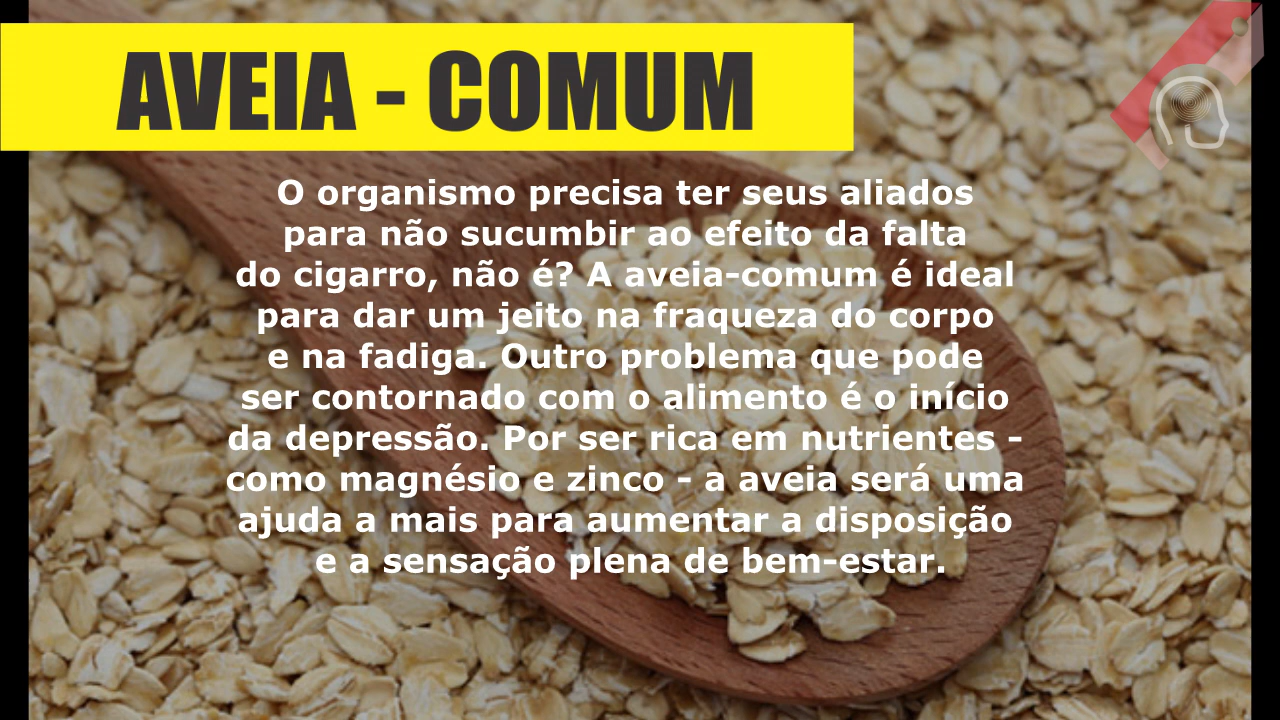 AVEIA - COMUM
O organismo precisa ter seus aliados
para não sucumbir ao efeito da falta
do cigarro, não é? A aveia-comum é ideal
para dar um jeito na fraqueza do corpo
e na fadiga. Outro problema que pode
ser contornado com o alimento é o início
da depressão. Por ser rica em nutrientes -
como magnésio e zinco - a aveia será uma
ajuda a mais para aumentar a disposição
e a sensação plena de bem-estar.